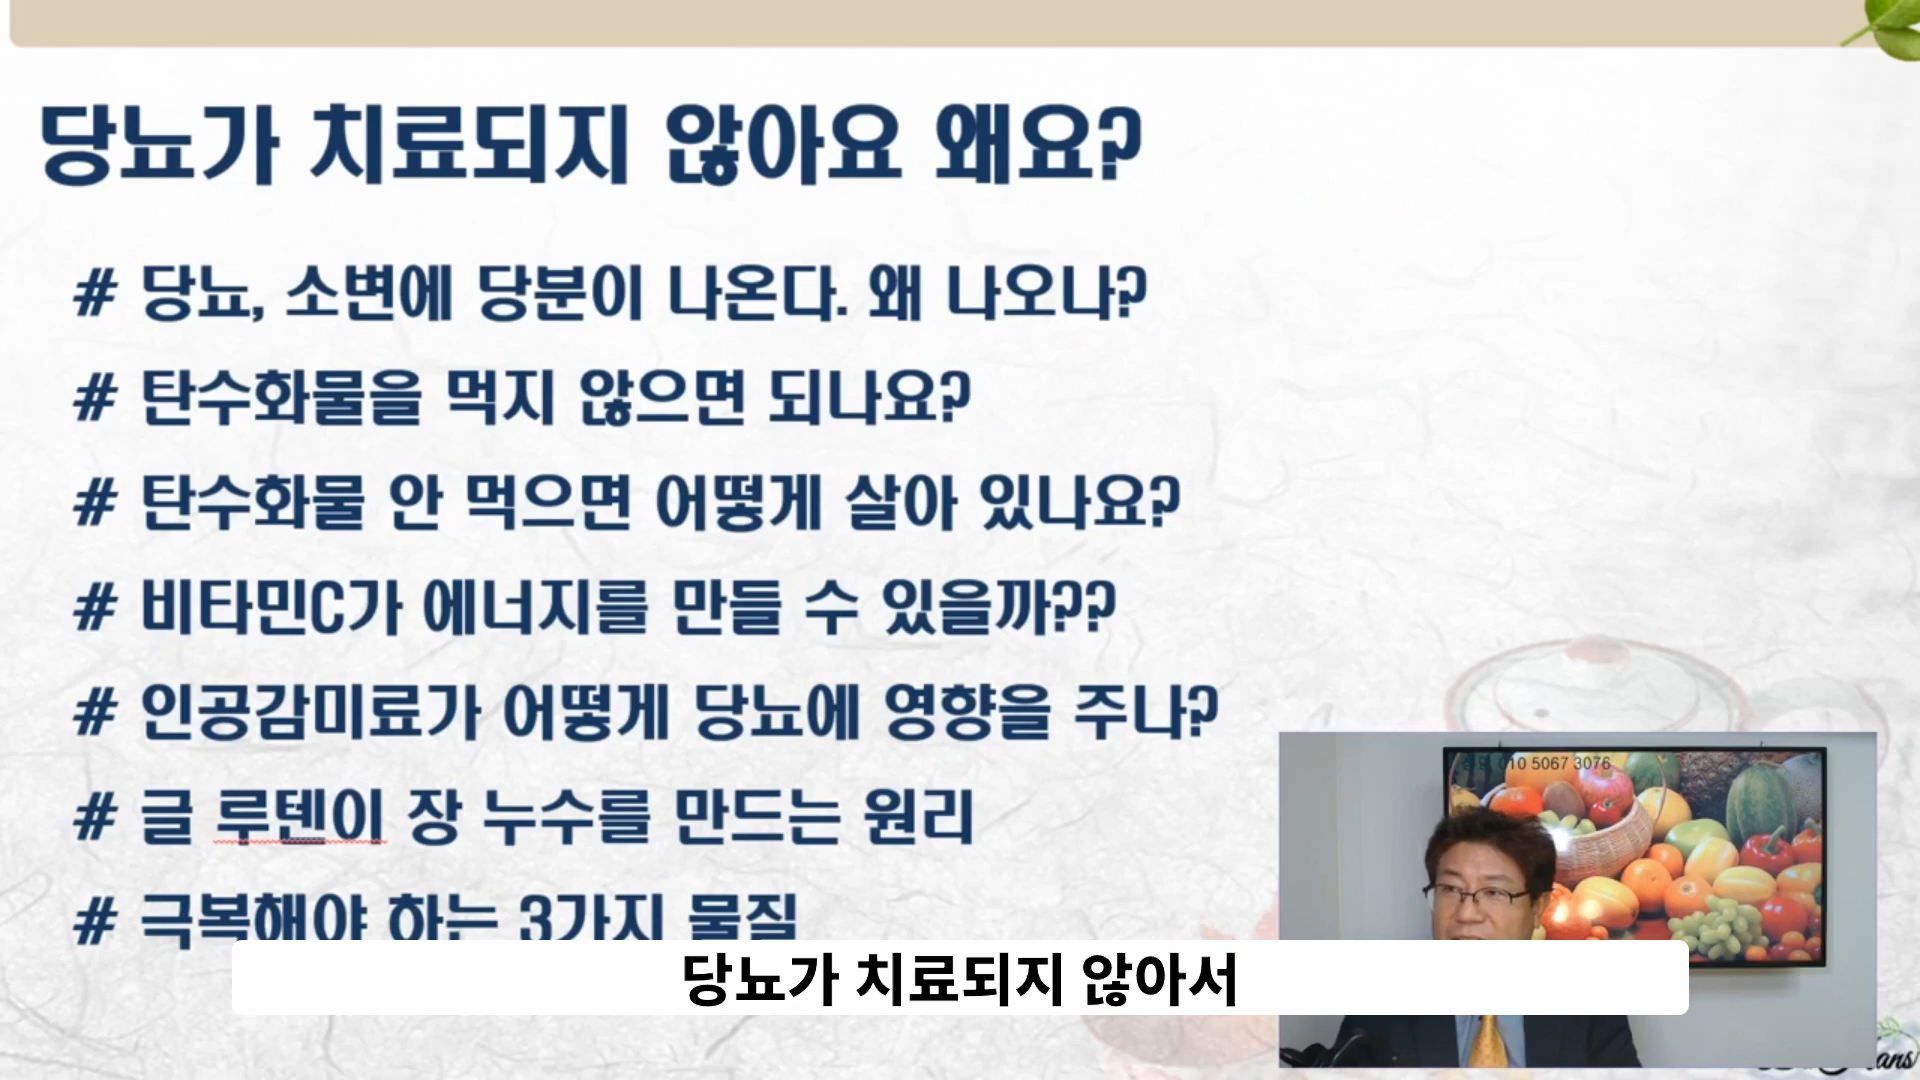 당뇨가 치료되지 않아요 왜요?
# 당뇨, 소변에 당분이 나온다. 왜 나오나?
# 탄수화물을 먹지 않으면 되나요?
# 탄수화물 안 먹으면 어떻게 살아 있나요?
# 비타민C가 에너지를 만들 수 있을까??
# 인공감미료가 어떻게 당뇨에 영향을 주나?
# 글 루텐이 장 누수를 만드는 원리
# 극복해야 하는 3가지 물질
010 5067 3076
당뇨가 치료되지 않아서